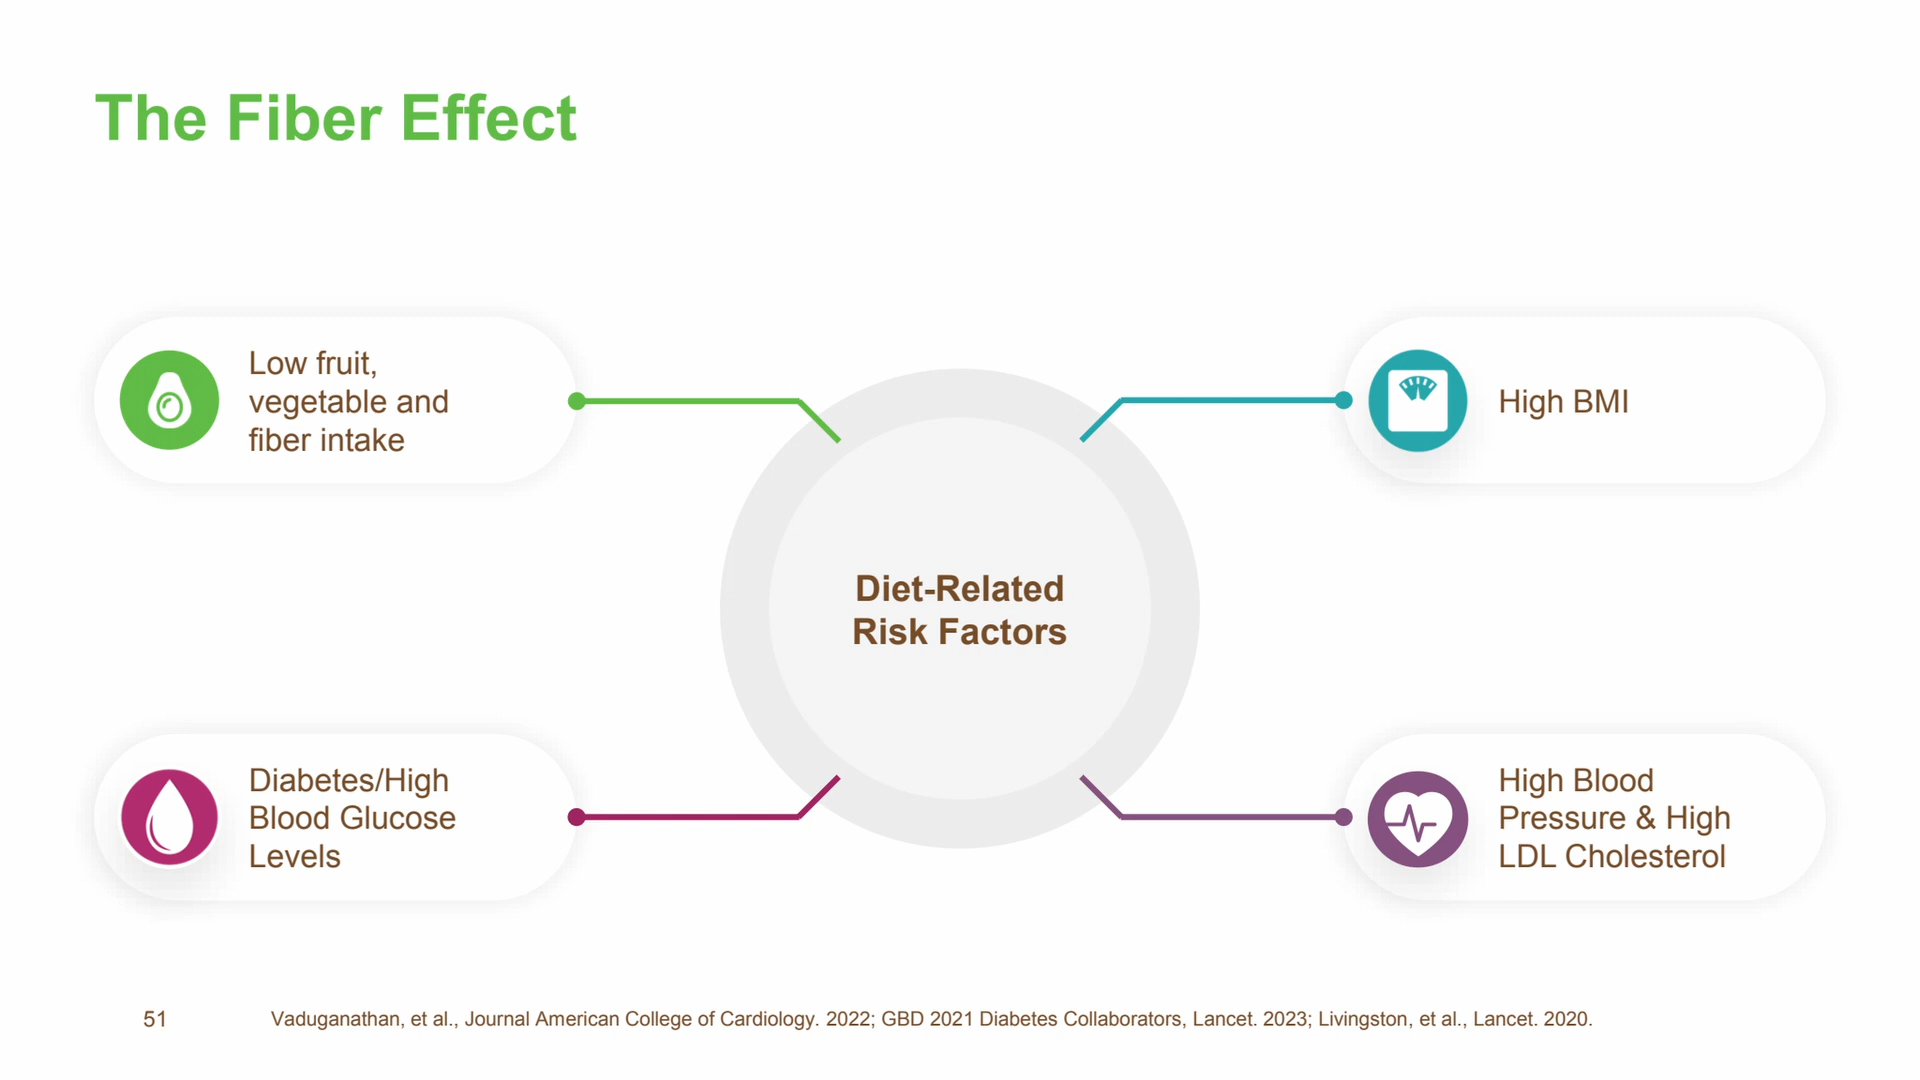 The Fiber Effect
Low fruit,
vegetable and
fiber intake
High BMI
Diet-Related
Risk Factors
Diabetes/High
Blood Glucose
Levels
High Blood
Pressure & High
LDL Cholesterol
51
Vaduganathan, et al., Journal American College of Cardiology. 2022; GBD 2021 Diabetes Collaborators, Lancet. 2023; Livingston, et al., Lancet. 2020.